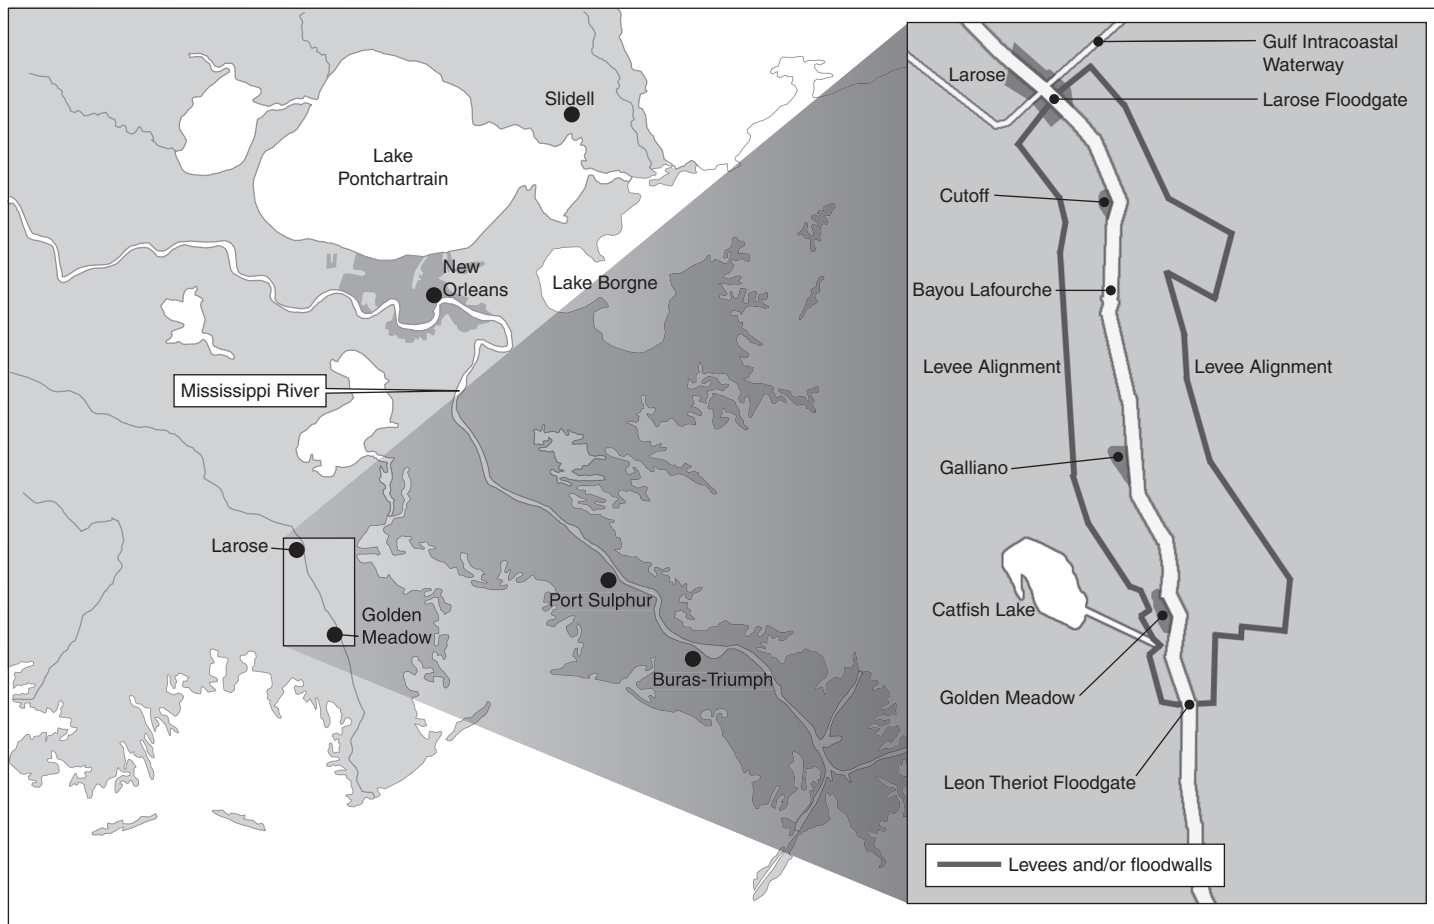 Slidell
Lake
Pontchartrain
New
Orleans
Lake Borgne
Mississippi River
Larose
Golden
Meadow
Port Sulphur
Buras-Triumph
Gulf Intracoastal
Waterway
Larose
Larose Floodgate
Cutoff
Bayou Lafourche
Levee Alignment
Levee Alignment
Galliano
Catfish Lake
Golden Meadow
Leon Theriot Floodgate
Levees and/or floodwalls